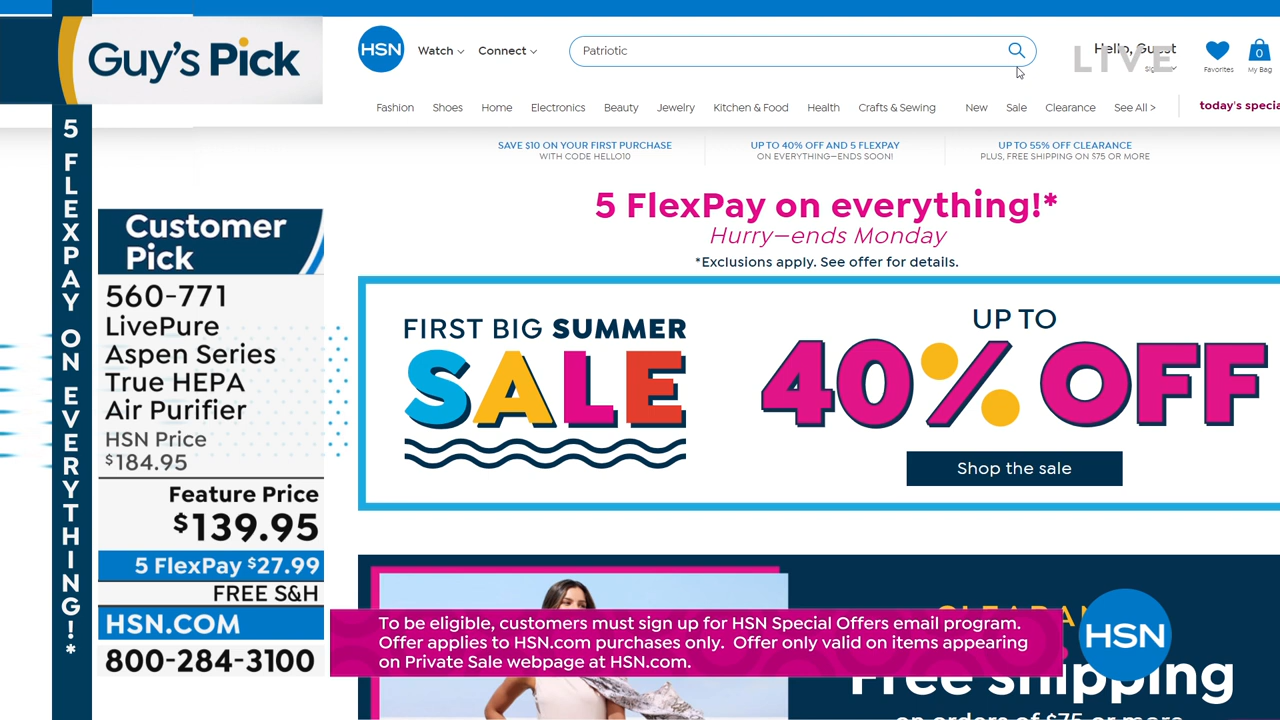 Guy's Pick
5 FLEXPAY ON EVERYTHING!*
Customer
Pick
560-771
LivePure
Aspen Series
True HEPA
Air Purifier
HSN Price
$184.95
Feature Price
$139.95
5 FlexPay $27.99
FREE S&H
HSN.COM
800-284-3100
HSN
Watch
Connect
Patriotic
Hello, Guest
LIVE
Favorites
0
My Bag
Fashion
Shoes
Home
Electronics
Beauty
Jewelry
Kitchen & Food
Health
Crafts & Sewing
New
Sale
Clearance
See All >
today's
SAVE $10 ON YOUR FIRST PURCHASE
WITH CODE HELLO10
UP TO 40% OFF AND 5 FLEXPAY
ON EVERYTHING—ENDS SOON!
UP TO 55% OFF CLEARANCE
PLUS, FREE SHIPPING ON $75 OR MORE
5 FlexPay on everything!*
Hurry—ends Monday
*Exclusions apply. See offer for details.
FIRST BIG SUMMER
SALE
UP TO
40% OFF
Shop the sale
To be eligible, customers must sign up for HSN Special Offers email program.
Offer applies to HSN.com purchases only. Offer only valid on items appearing
on Private Sale webpage at HSN.com.
HSN
Free shipping
on orders of $75 or more